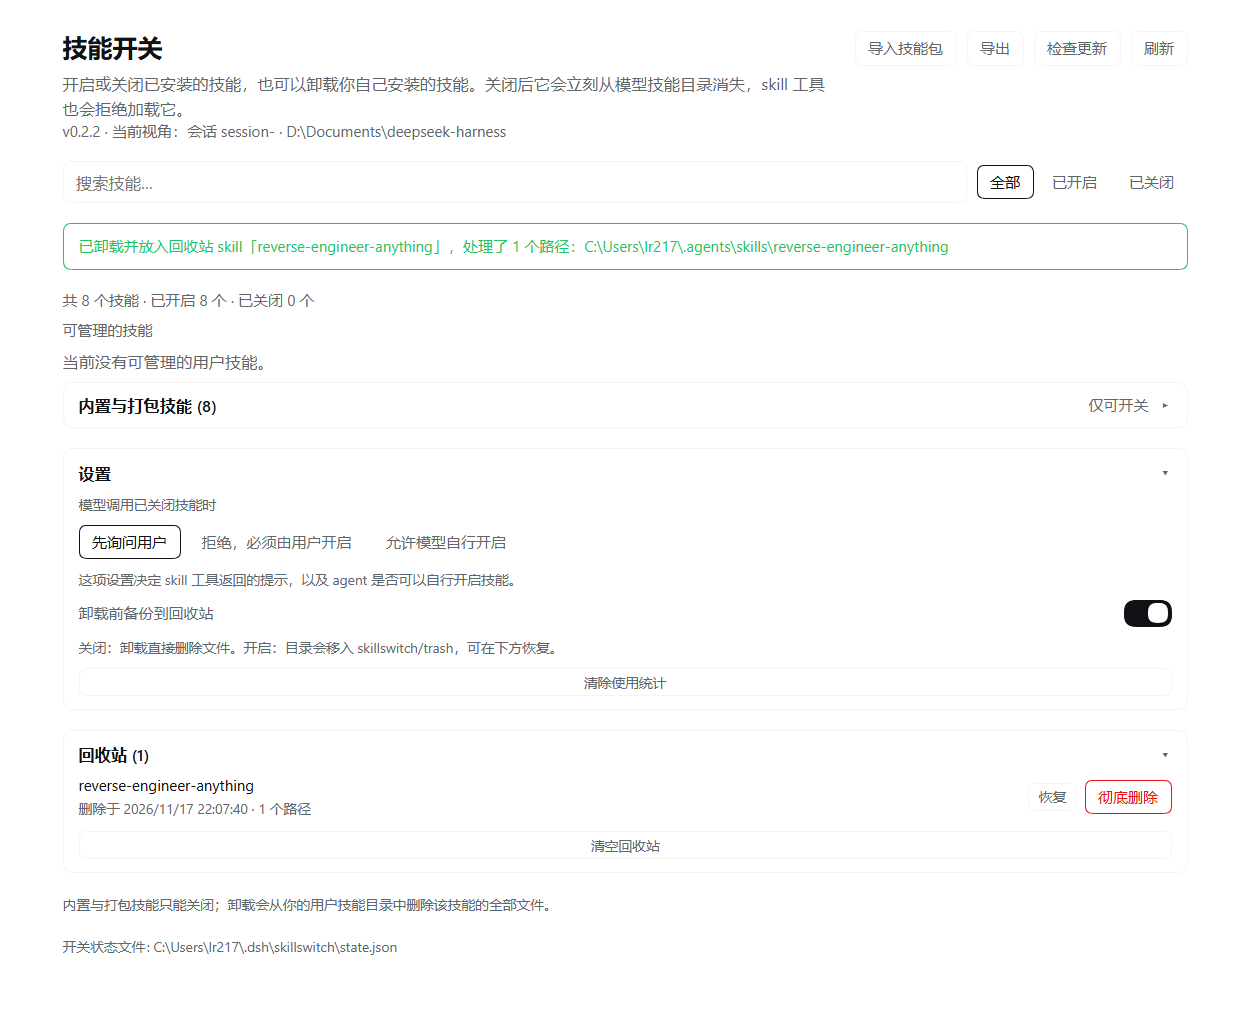 技能开关
导入技能包
导出
检查更新
刷新
开启或关闭已安装的技能，也可以卸载你自己安装的技能。关闭后它会立刻从模型技能目录消失，skill 工具
也会拒绝加载它。
v0.2.2 · 当前视角：会话 session- · D:\Documents\deepseek-harness
搜索技能...
全部
已开启
已关闭
已卸载并放入回收站 skill「reverse-engineer-anything」，处理了 1 个路径：C:\Users\lr217\.agents\skills\reverse-engineer-anything
共 8 个技能 · 已开启 8 个 · 已关闭 0 个
可管理的技能
当前没有可管理的用户技能。
内置与打包技能 (8)
仅可开关
设置
模型调用已关闭技能时
先询问用户
拒绝，必须由用户开启
允许模型自行开启
这项设置决定 skill 工具返回的提示，以及 agent 是否可以自行开启技能。
卸载前备份到回收站
关闭：卸载直接删除文件。开启：目录会移入 skillswitch/trash，可在下方恢复。
清除使用统计
回收站 (1)
reverse-engineer-anything
删除于 2026/11/17 22:07:40 · 1 个路径
恢复
彻底删除
清空回收站
内置与打包技能只能关闭；卸载会从你的用户技能目录中删除该技能的全部文件。
开关状态文件: C:\Users\lr217\.dsh\skillswitch\state.json